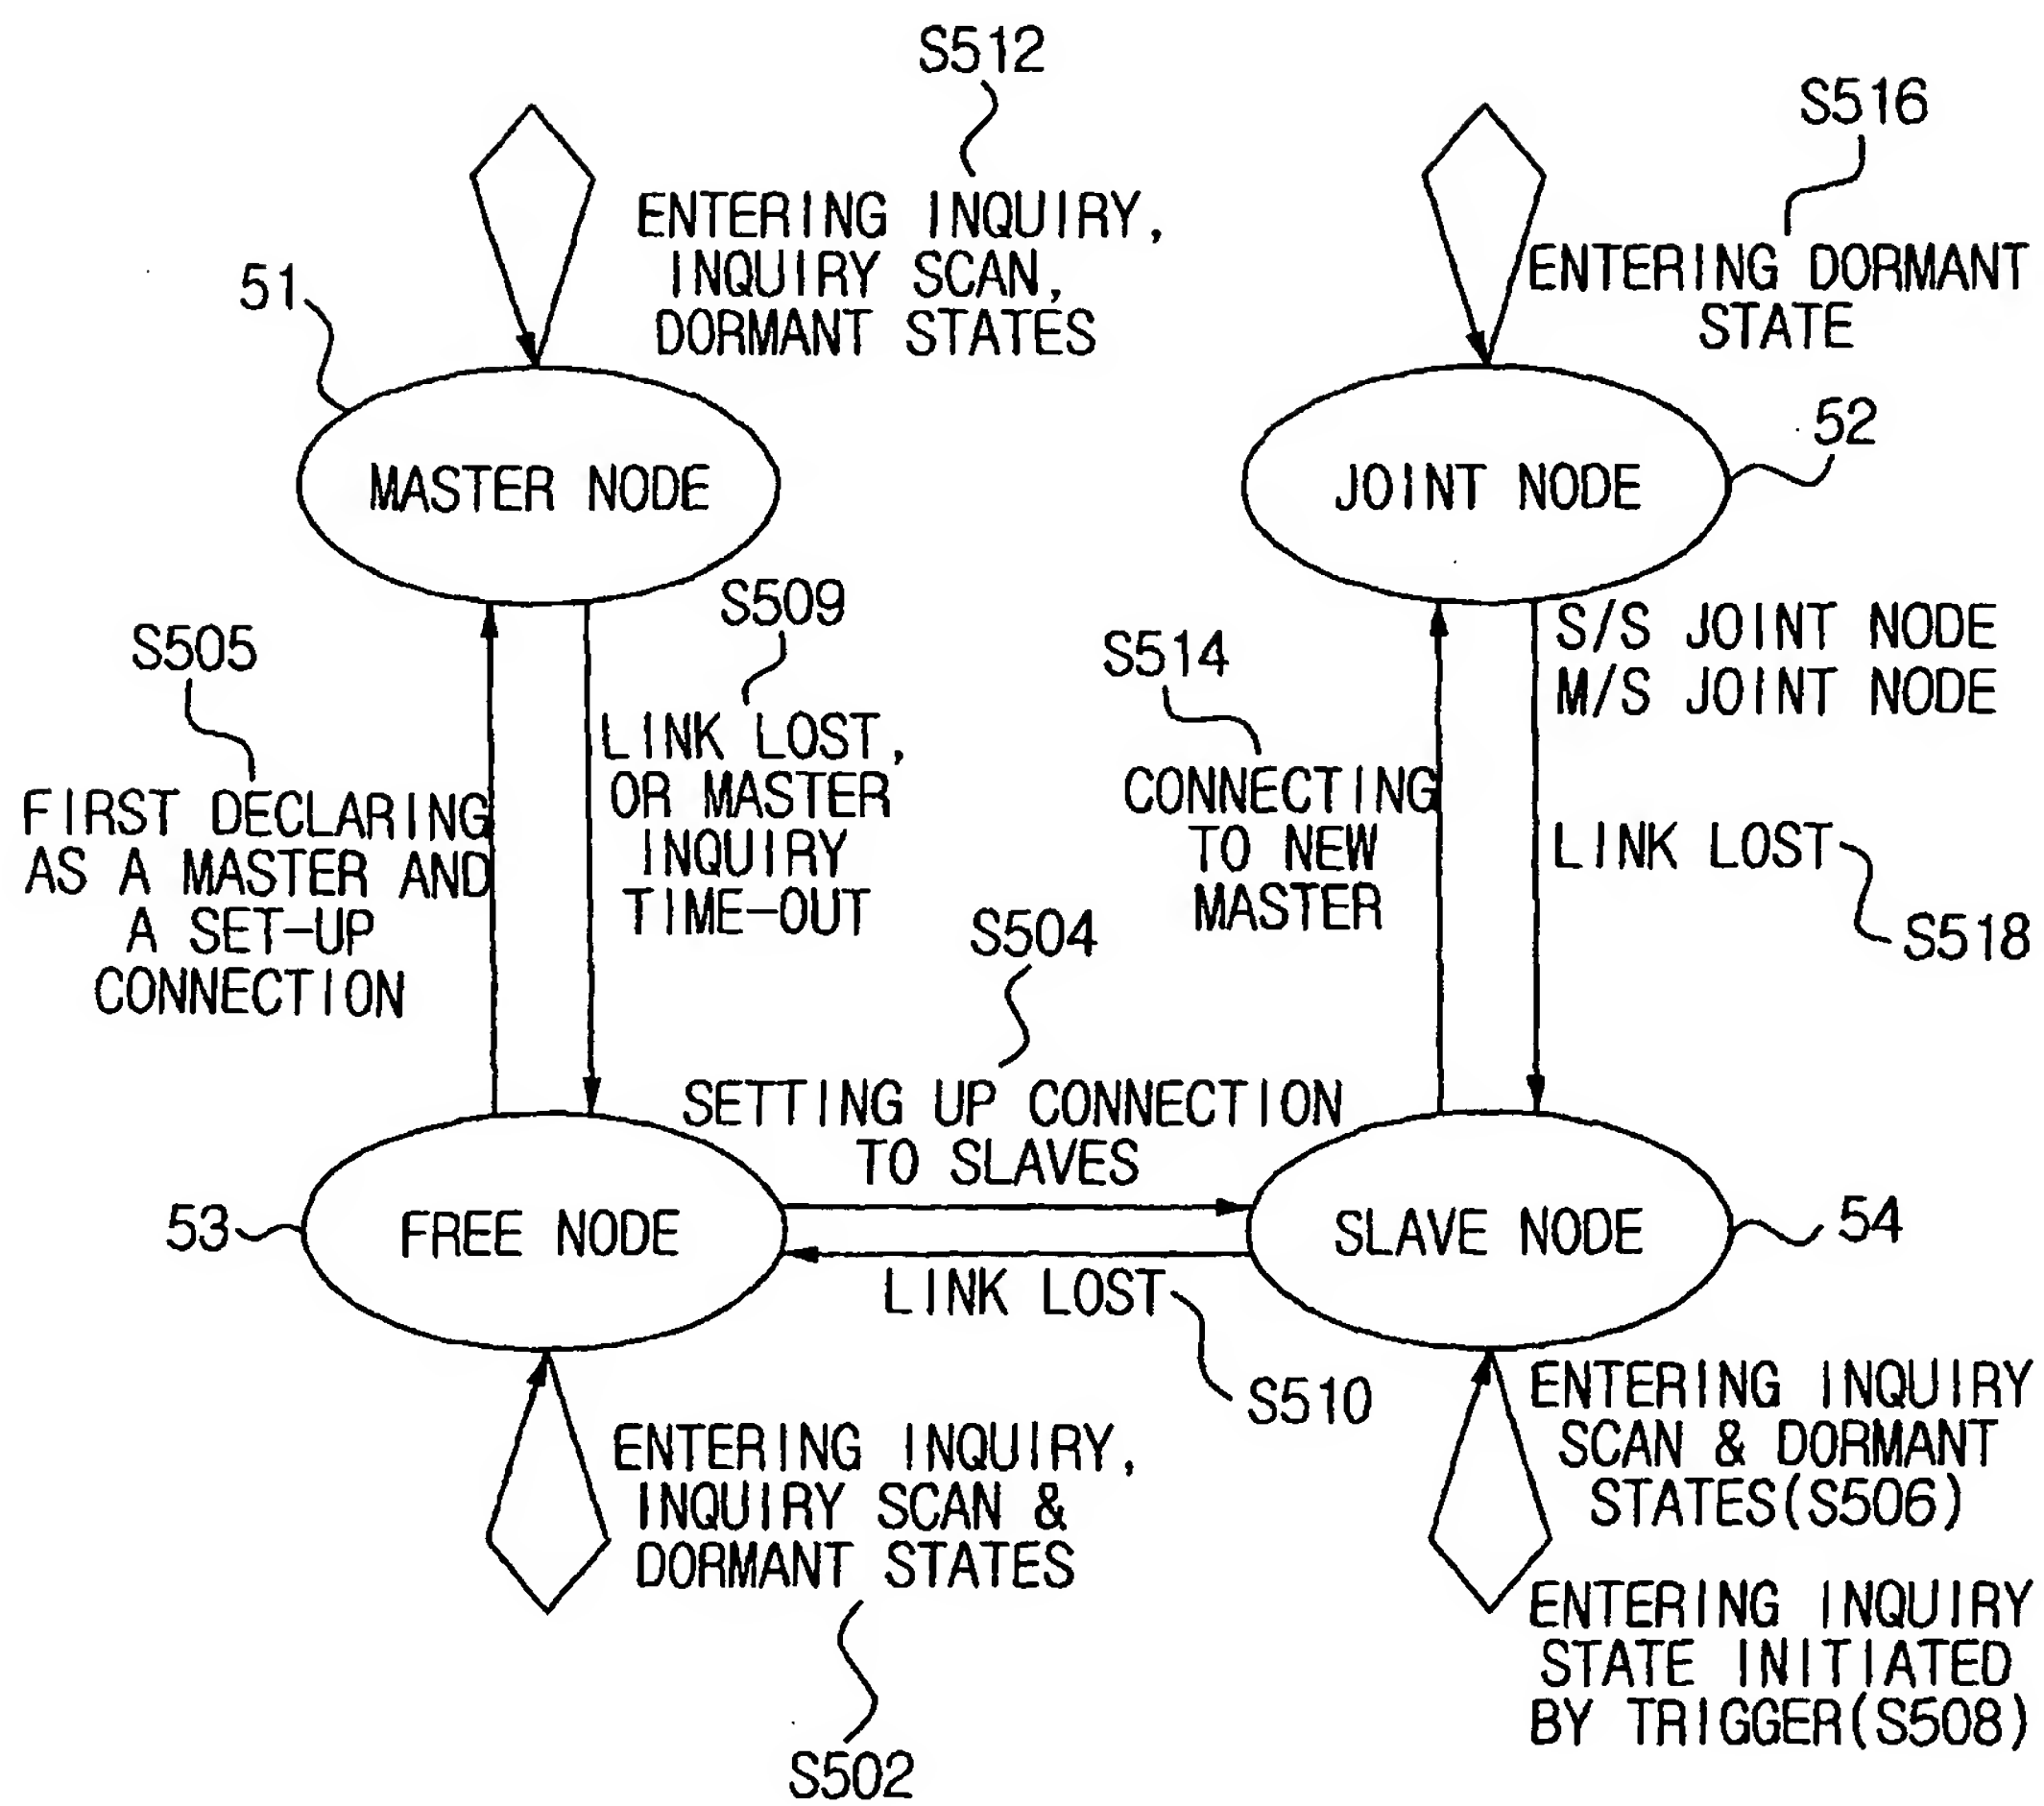 S512
S516
ENTERING INQUIRY,
INQUIRY SCAN,
DORMANT STATES
ENTERING DORMANT
STATE
51
52
MASTER NODE
JOINT NODE
S505
S509
S514
S/S JOINT NODE
M/S JOINT NODE
FIRST DECLARING
AS A MASTER AND
A SET-UP
CONNECTION
LINK LOST,
OR MASTER
INQUIRY
TIME-OUT
CONNECTING
TO NEW
MASTER
LINK LOST
S518
S504
SETTING UP CONNECTION
TO SLAVES
53
FREE NODE
SLAVE NODE
54
LINK LOST
S510
ENTERING INQUIRY,
INQUIRY SCAN &
DORMANT STATES
S502
ENTERING INQUIRY
SCAN & DORMANT
STATES(S506)
ENTERING INQUIRY
STATE INITIATED
BY TRIGGER(S508)